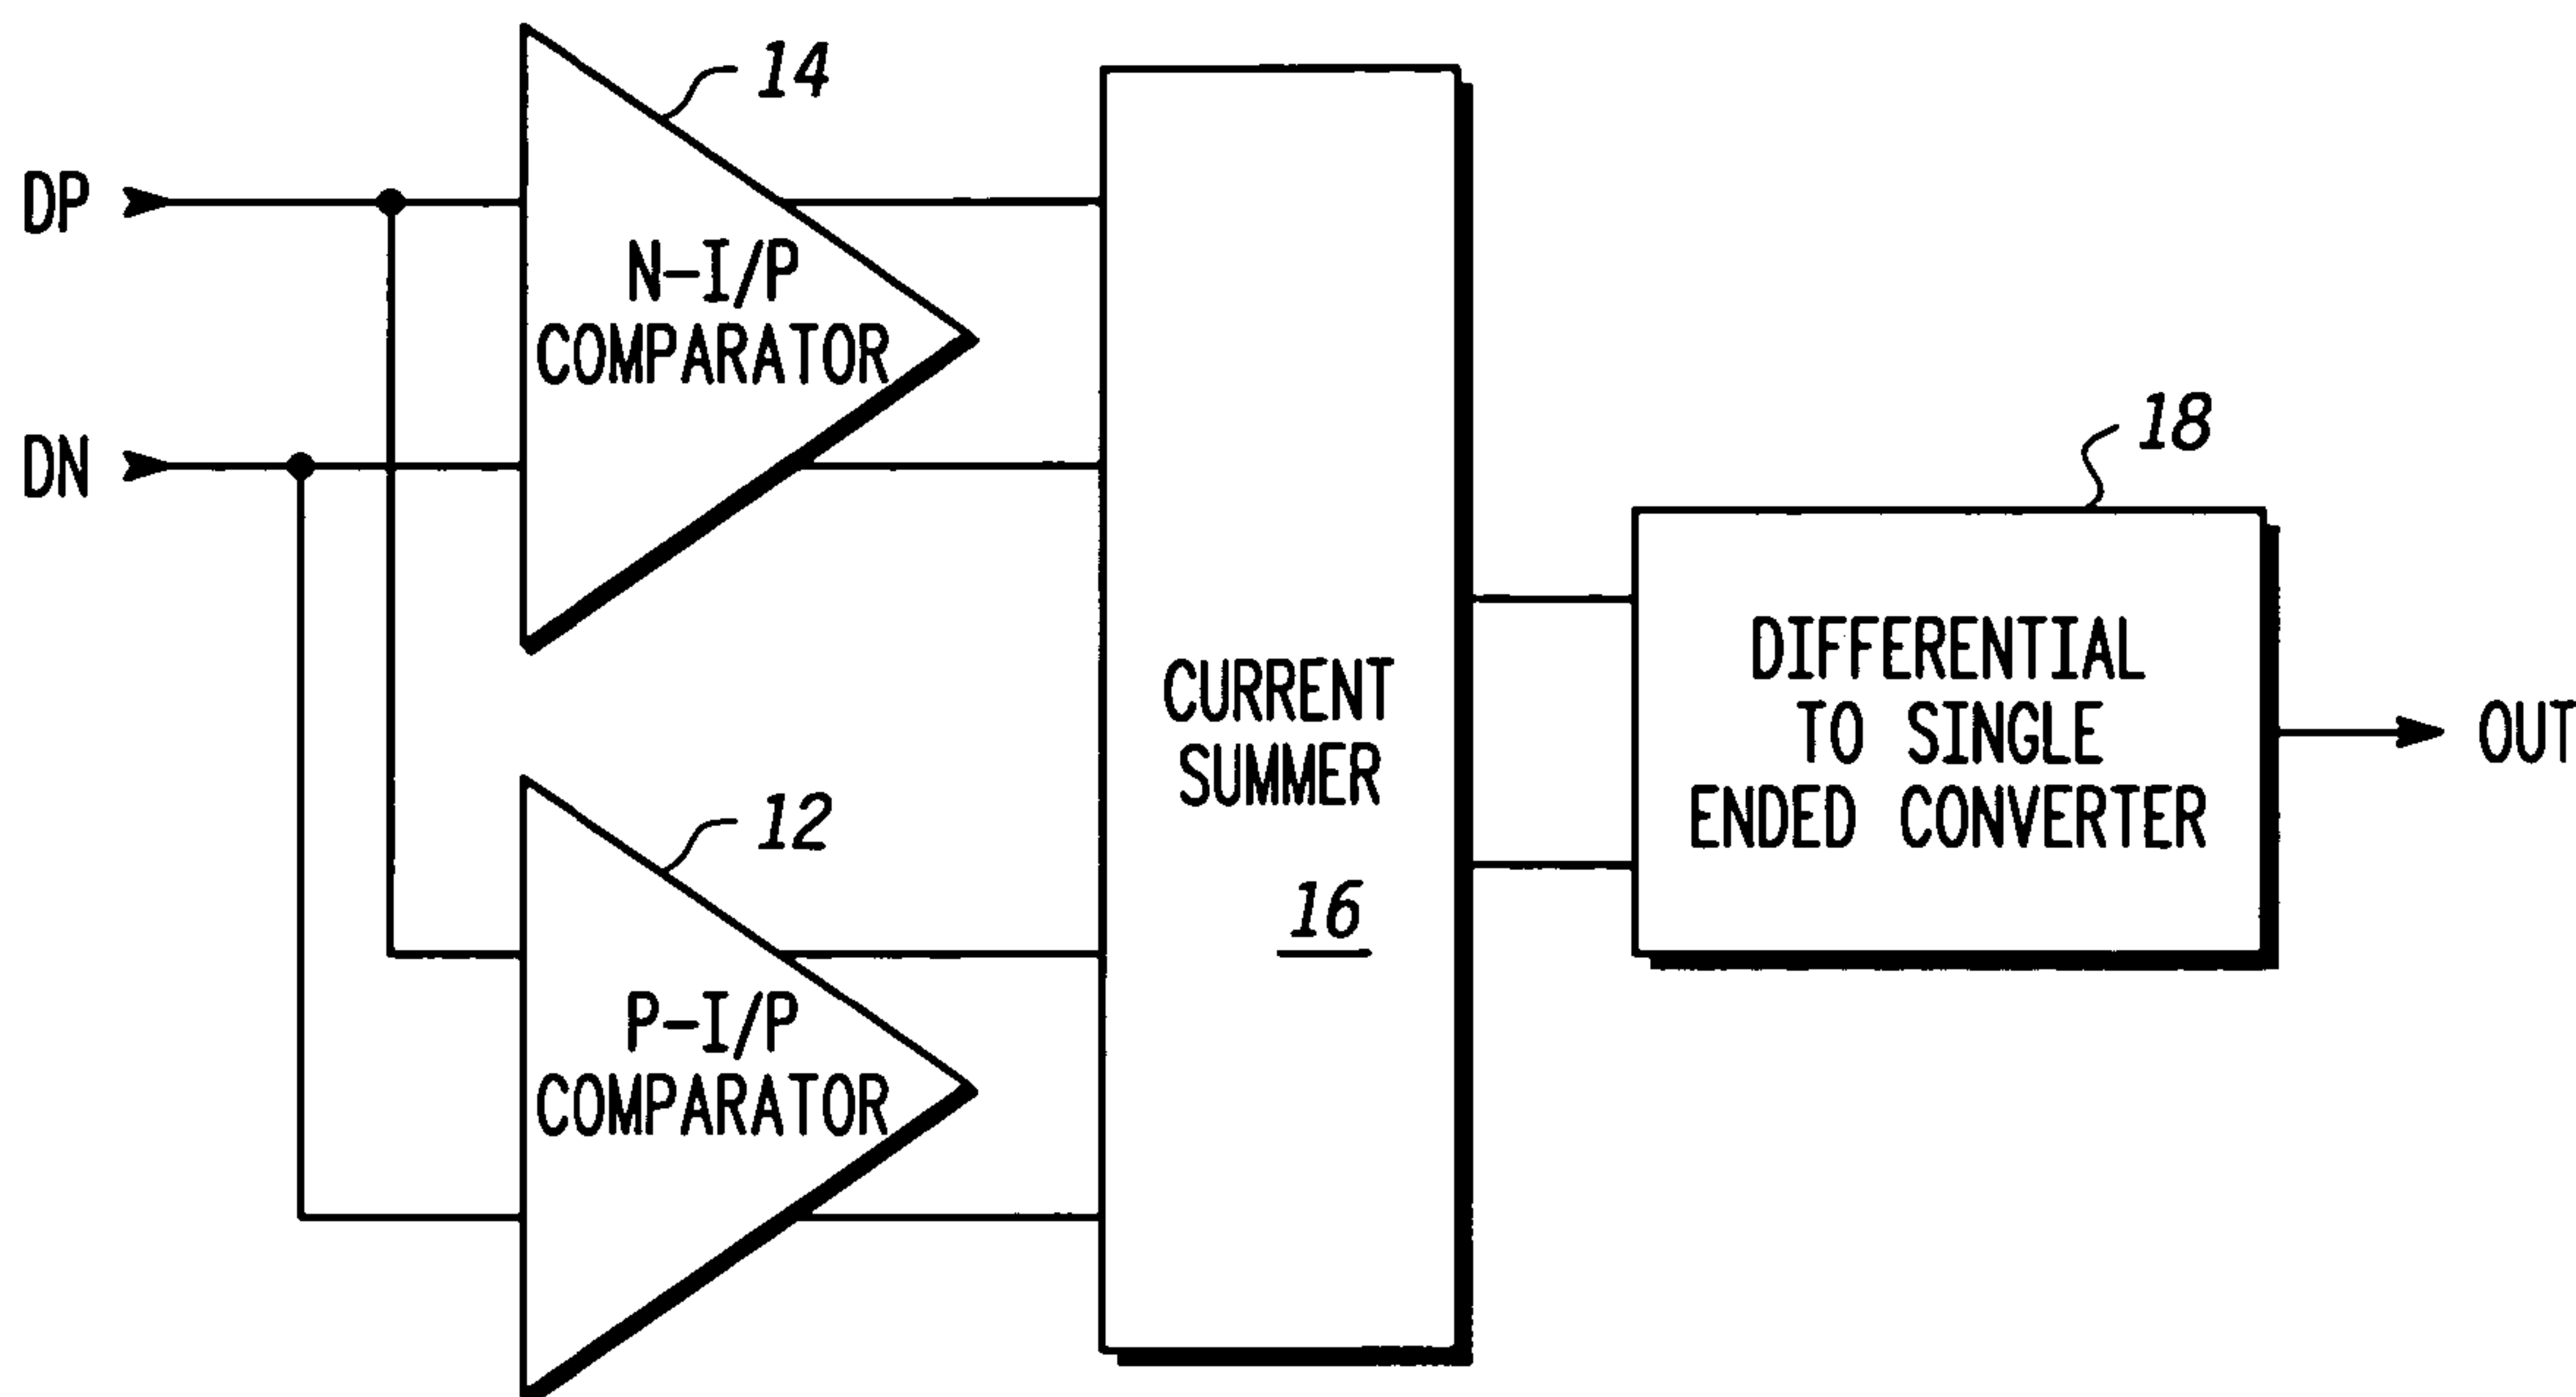 14
DP
N-I/P
COMPARATOR
DN
18
DIFFERENTIAL
TO SINGLE
ENDED CONVERTER
OUT
CURRENT
SUMMER
16
12
P-I/P
COMPARATOR